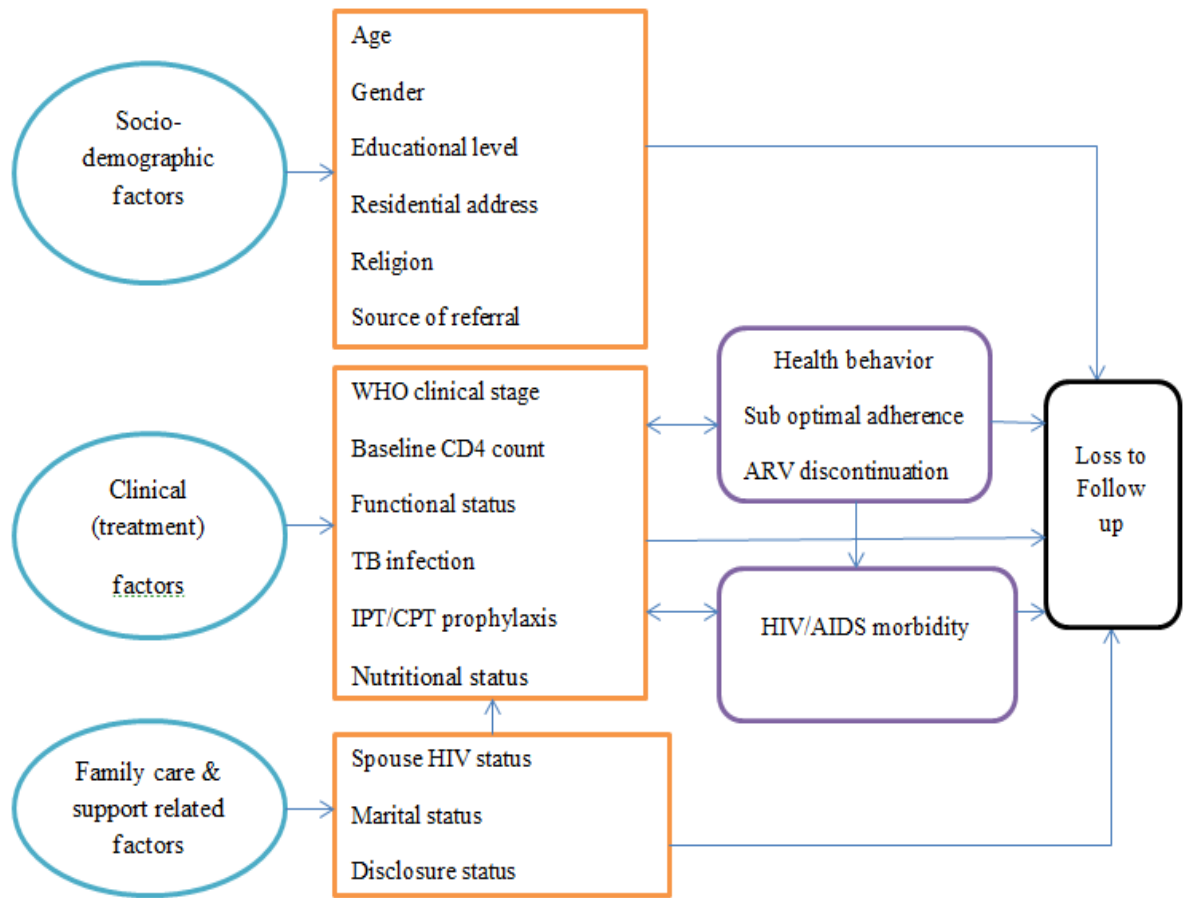 Socio-
demographic
factors
Age
Gender
Educational level
Residential address
Religion
Source of referral
Clinical
(treatment)
factors
WHO clinical stage
Baseline CD4 count
Functional status
TB infection
IPT/CPT prophylaxis
Nutritional status
Health behavior
Sub optimal adherence
ARV discontinuation
HIV/AIDS morbidity
Loss to
Follow
up
Family care &
support related
factors
Spouse HIV status
Marital status
Disclosure status